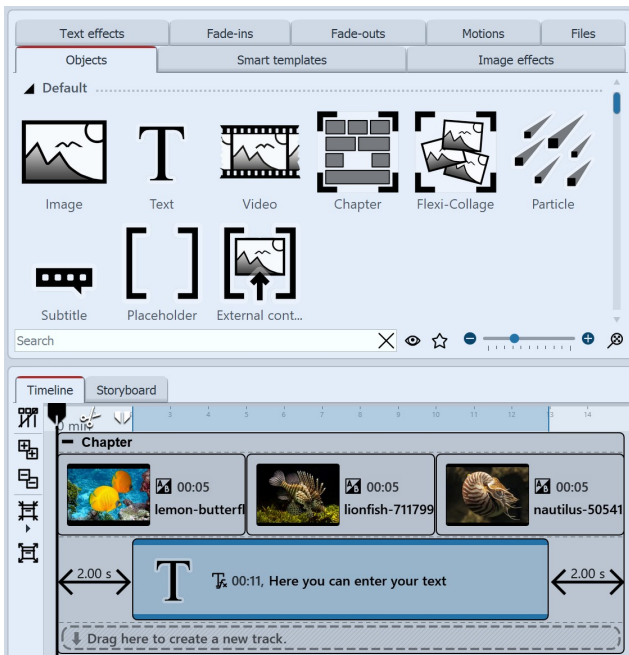 Text effects Fade-ins Fade-outs Motions Files
Objects Smart templates Image effects
Default
Image Text Video Chapter Flexi-Collage Particle
Subtitle Placeholder External cont...
Search
Timeline Storyboard
0 min 3 4 5 6 7 8 9 10 11 12 13 14
Chapter
A B 00:05 A B 00:05 A B 00:05
lemon-butterfl lionfish-711799 nautilus-50541
2.00 s T Tfx 00:11, Here you can enter your text 2.00 s
Drag here to create a new track.